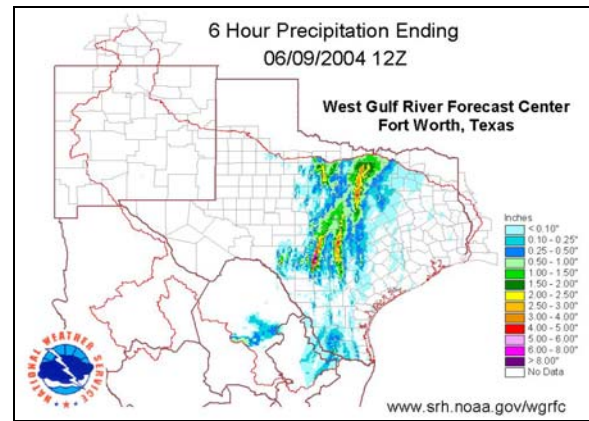 6 Hour Precipitation Ending
06/09/2004 12Z
West Gulf River Forecast Center
Fort Worth, Texas
Inches
< 0.10"
0.10 - 0.25"
0.25 - 0.50"
0.50 - 1.00"
1.00 - 1.50"
1.50 - 2.00"
2.00 - 2.50"
2.50 - 3.00"
3.00 - 4.00"
4.00 - 5.00"
5.00 - 6.00"
6.00 - 8.00"
> 8.00"
No Data
NATIONAL WEATHER SERVICE
www.srh.noaa.gov/wgrfc